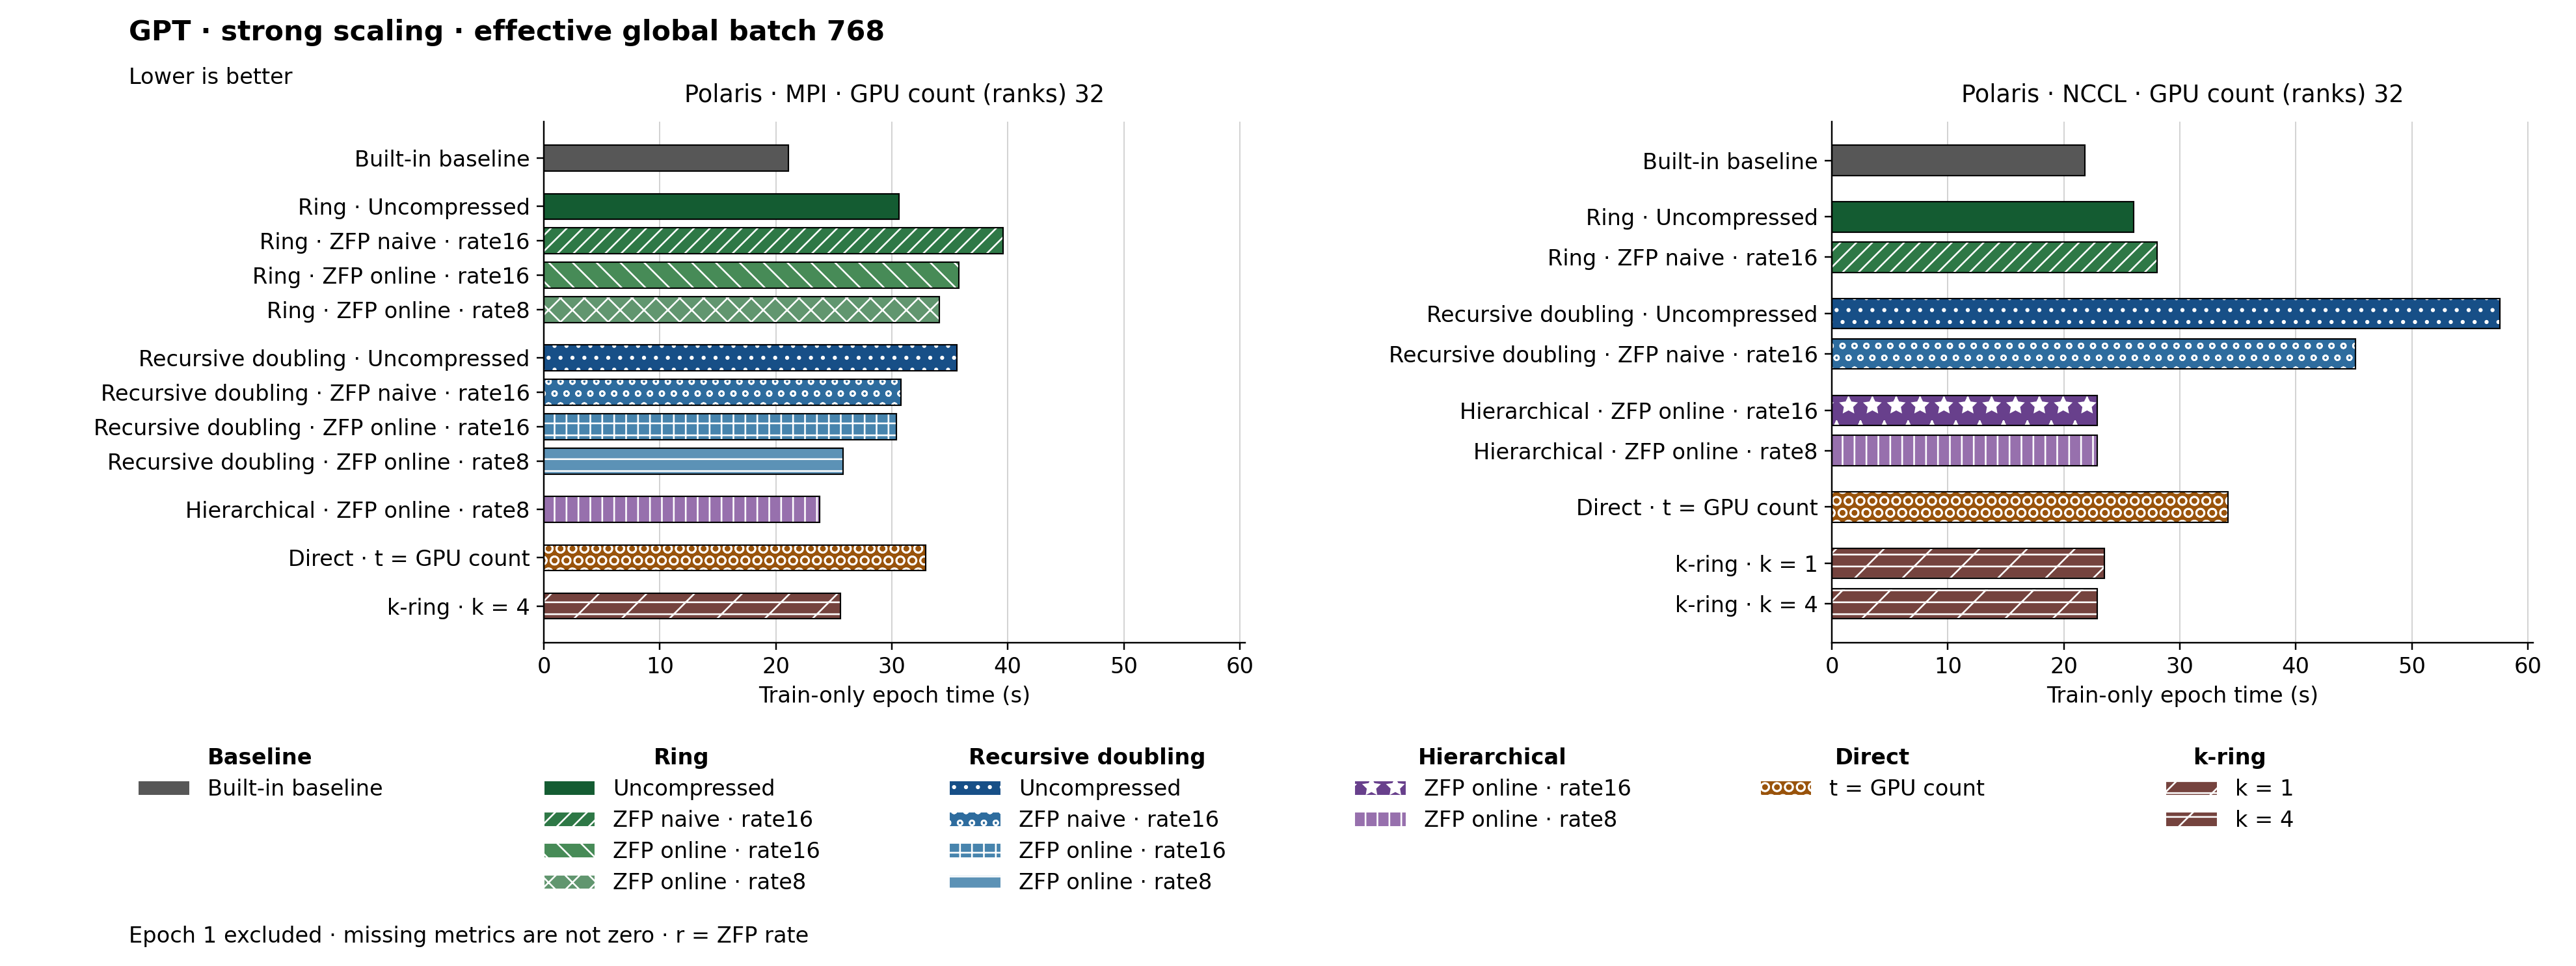 GPT · strong scaling · effective global batch 768
Lower is better
Polaris · MPI · GPU count (ranks) 32
Built-in baseline
Ring · Uncompressed
Ring · ZFP naive · rate16
Ring · ZFP online · rate16
Ring · ZFP online · rate8
Recursive doubling · Uncompressed
Recursive doubling · ZFP naive · rate16
Recursive doubling · ZFP online · rate16
Recursive doubling · ZFP online · rate8
Hierarchical · ZFP online · rate8
Direct · t = GPU count
k-ring · k = 4
0 10 20 30 40 50 60
Train-only epoch time (s)
Polaris · NCCL · GPU count (ranks) 32
Built-in baseline
Ring · Uncompressed
Ring · ZFP naive · rate16
Recursive doubling · Uncompressed
Recursive doubling · ZFP naive · rate16
Hierarchical · ZFP online · rate16
Hierarchical · ZFP online · rate8
Direct · t = GPU count
k-ring · k = 1
k-ring · k = 4
0 10 20 30 40 50 60
Train-only epoch time (s)
Baseline
Built-in baseline
Ring
Uncompressed
ZFP naive · rate16
ZFP online · rate16
ZFP online · rate8
Recursive doubling
Uncompressed
ZFP naive · rate16
ZFP online · rate16
ZFP online · rate8
Hierarchical
ZFP online · rate16
ZFP online · rate8
Direct
t = GPU count
k-ring
k = 1
k = 4
Epoch 1 excluded · missing metrics are not zero · r = ZFP rate